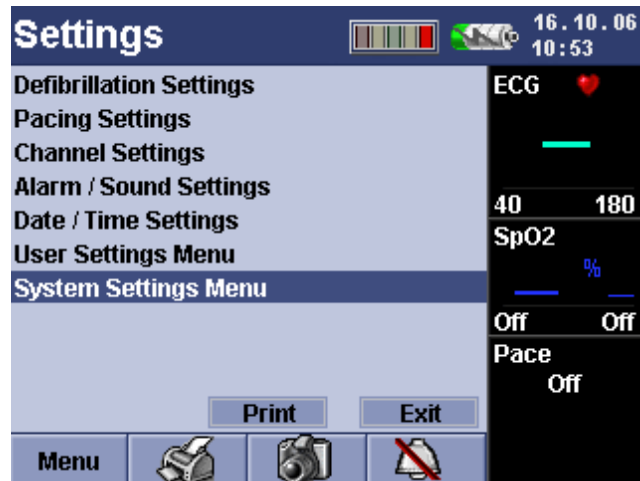 Settings
16.10.06
10:53
Defibrillation Settings
Pacing Settings
Channel Settings
Alarm / Sound Settings
Date / Time Settings
User Settings Menu
System Settings Menu
Print Exit
Menu
ECG
40 180
SpO2
%
Off Off
Pace
Off